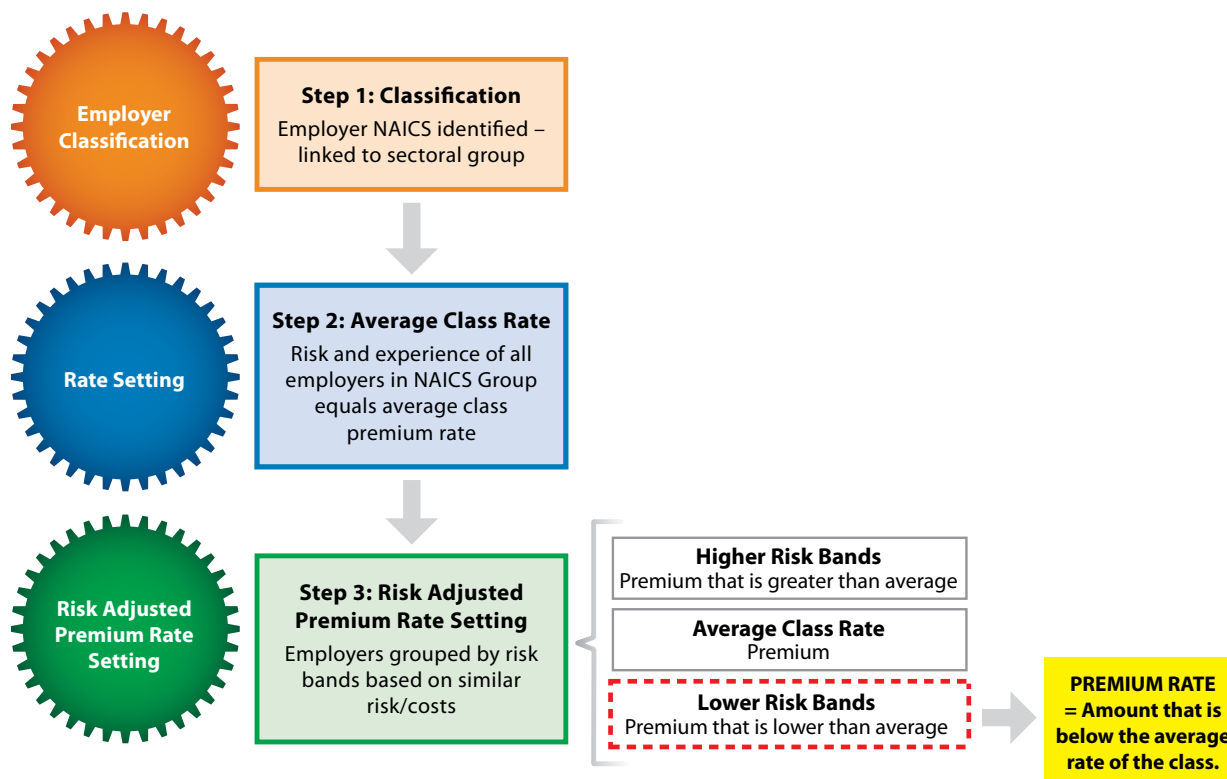 Employer
Classification
Step 1: Classification
Employer NAICS identified –
linked to sectoral group
Rate Setting
Step 2: Average Class Rate
Risk and experience of all
employers in NAICS Group
equals average class
premium rate
Risk Adjusted
Premium Rate
Setting
Step 3: Risk Adjusted
Premium Rate Setting
Employers grouped by risk
bands based on similar
risk/costs
Higher Risk Bands
Premium that is greater than average
Average Class Rate
Premium
Lower Risk Bands
Premium that is lower than average
PREMIUM RATE
= Amount that is
below the average
rate of the class.